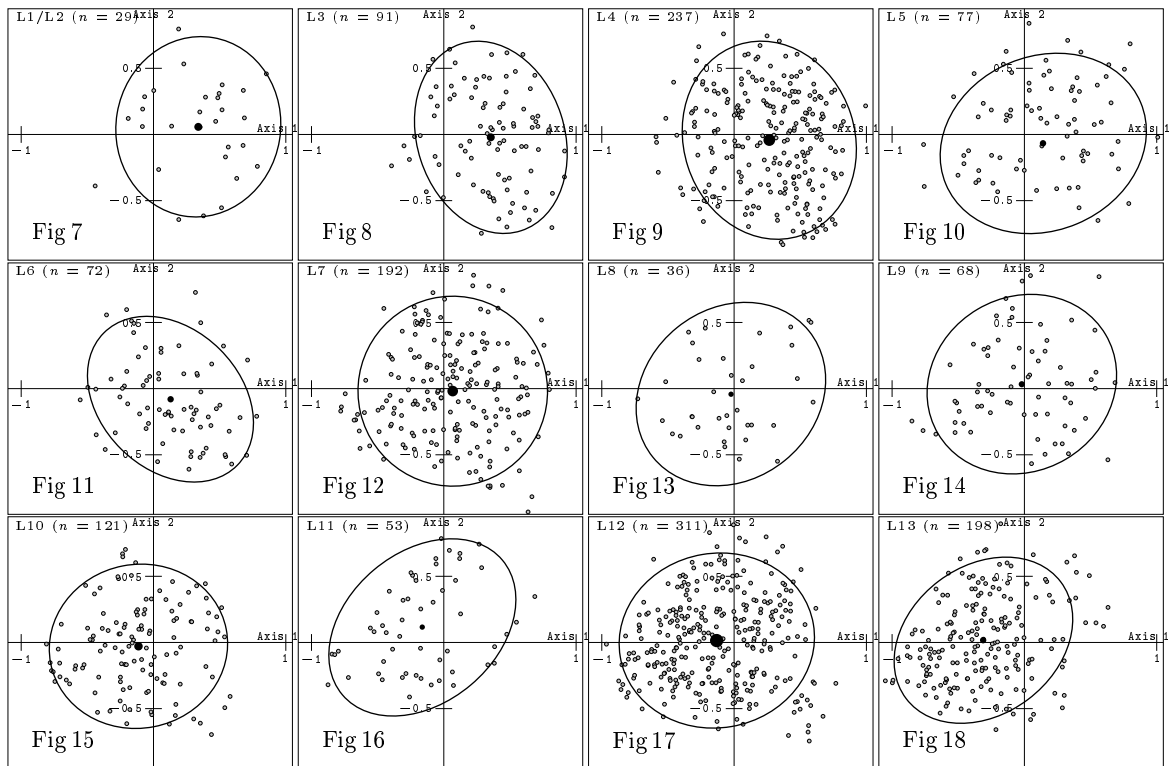 L1/L2 (n = 29) Axis 2
0.5
Axis 1
−1 1
−0.5
Fig 7
L3 (n = 91) Axis 2
0.5
Axis 1
−1 1
−0.5
Fig 8
L4 (n = 237) Axis 2
0.5
Axis 1
−1 1
−0.5
Fig 9
L5 (n = 77) Axis 2
0.5
Axis 1
−1 1
−0.5
Fig 10
L6 (n = 72) Axis 2
0.5
Axis 1
−1 1
−0.5
Fig 11
L7 (n = 192) Axis 2
0.5
Axis 1
−1 1
−0.5
Fig 12
L8 (n = 36) Axis 2
0.5
Axis 1
−1 1
−0.5
Fig 13
L9 (n = 68) Axis 2
0.5
Axis 1
−1 1
−0.5
Fig 14
L10 (n = 121) Axis 2
0.5
Axis 1
−1 1
−0.5
Fig 15
L11 (n = 53) Axis 2
0.5
Axis 1
−1 1
−0.5
Fig 16
L12 (n = 311) Axis 2
0.5
Axis 1
−1 1
−0.5
Fig 17
L13 (n = 198) Axis 2
0.5
Axis 1
−1 1
−0.5
Fig 18